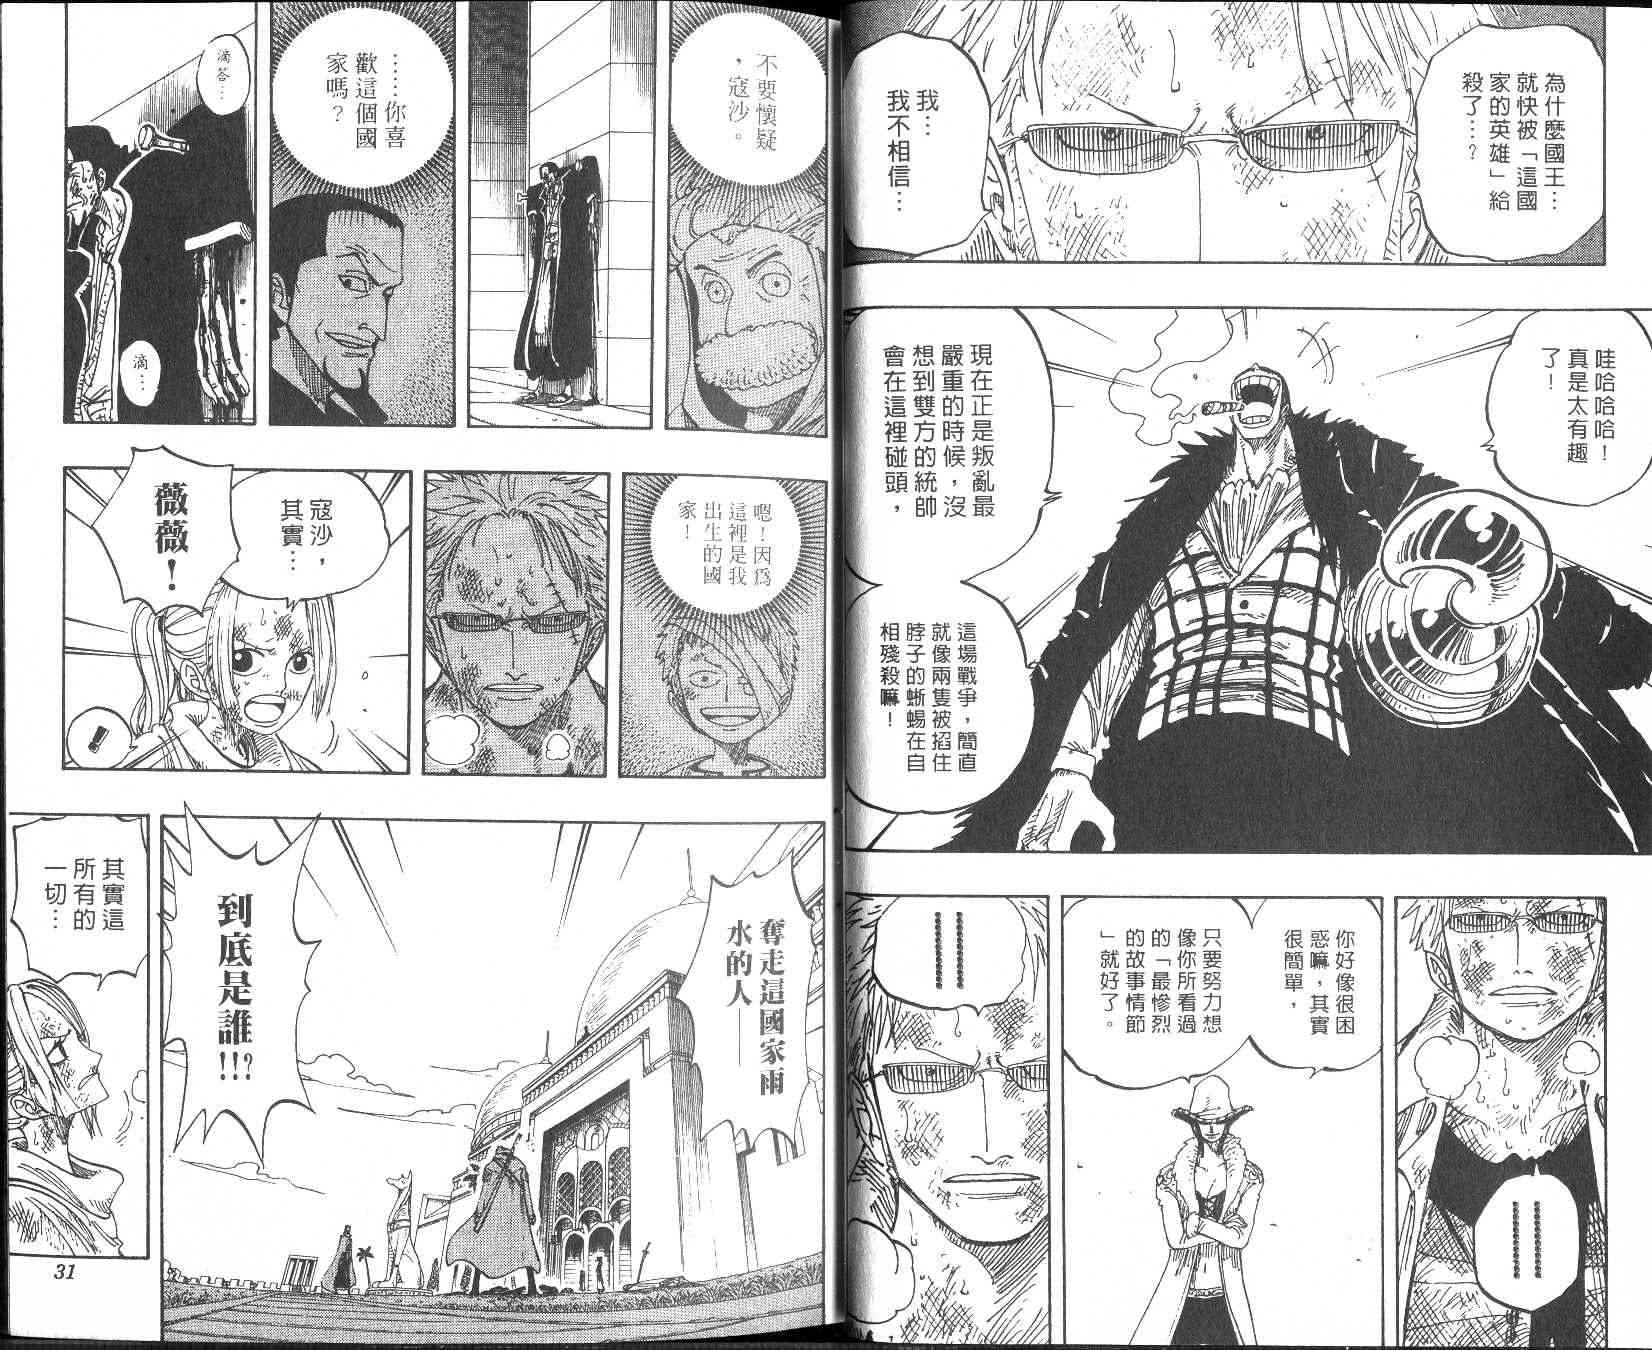 為什麼國王…
就快被「這國
家的英雄」給
殺了…?
我…
我不相信…
哇哈哈哈!
真是太有趣
了!
現在正是叛亂最
嚴重的時候,沒
想到雙方的統帥
會在這裡碰頭,
這場戰爭,簡直
就像兩隻被掐住
脖子的蜥蜴在自
相殘殺嘛!
你好像很困
惑嘛,其實
很簡單,
只要努力想
像你所看過
的「最慘烈
的故事情節
」就好了。
不要懷疑
,寇沙。
……你喜
歡這個國
家嗎?
滴答…
滴…
嗯!因為
這裡是我
出生的國
家!
寇沙,
其實…
薇薇!
!!
奪走這國家雨
水的人——
到底是誰!!?
其實這
所有的
一切…
31